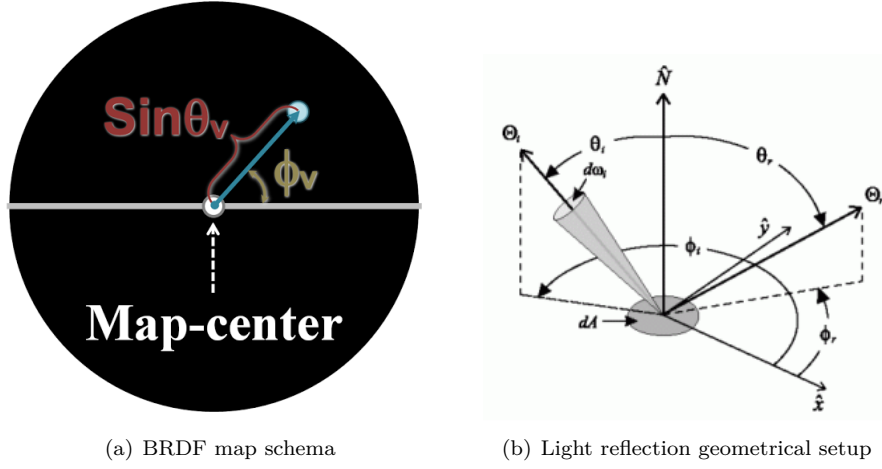 Sinθv
ϕv
Map-center
N̂
Θi
θi
dωi
θr
Θr
ŷ
ϕi
dA
ϕr
x̂
(a) BRDF map schema
(b) Light reflection geometrical setup